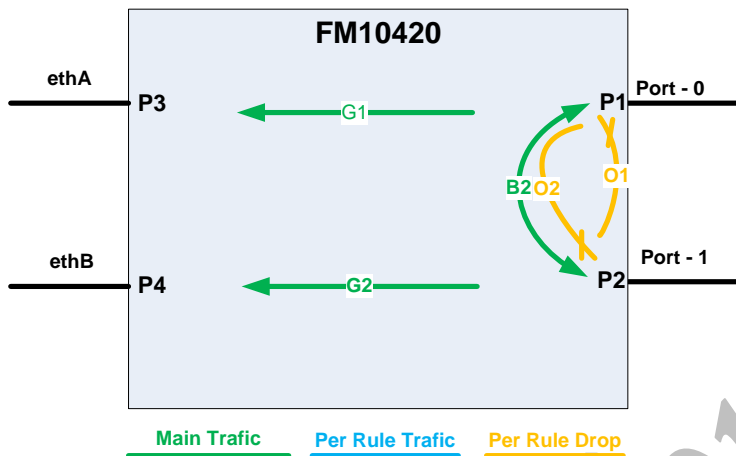 FM10420
ethA
P3
G1
P1
Port - 0
B2
O2
O1
ethB
P4
G2
P2
Port - 1
Main Trafic
Per Rule Trafic
Per Rule Drop